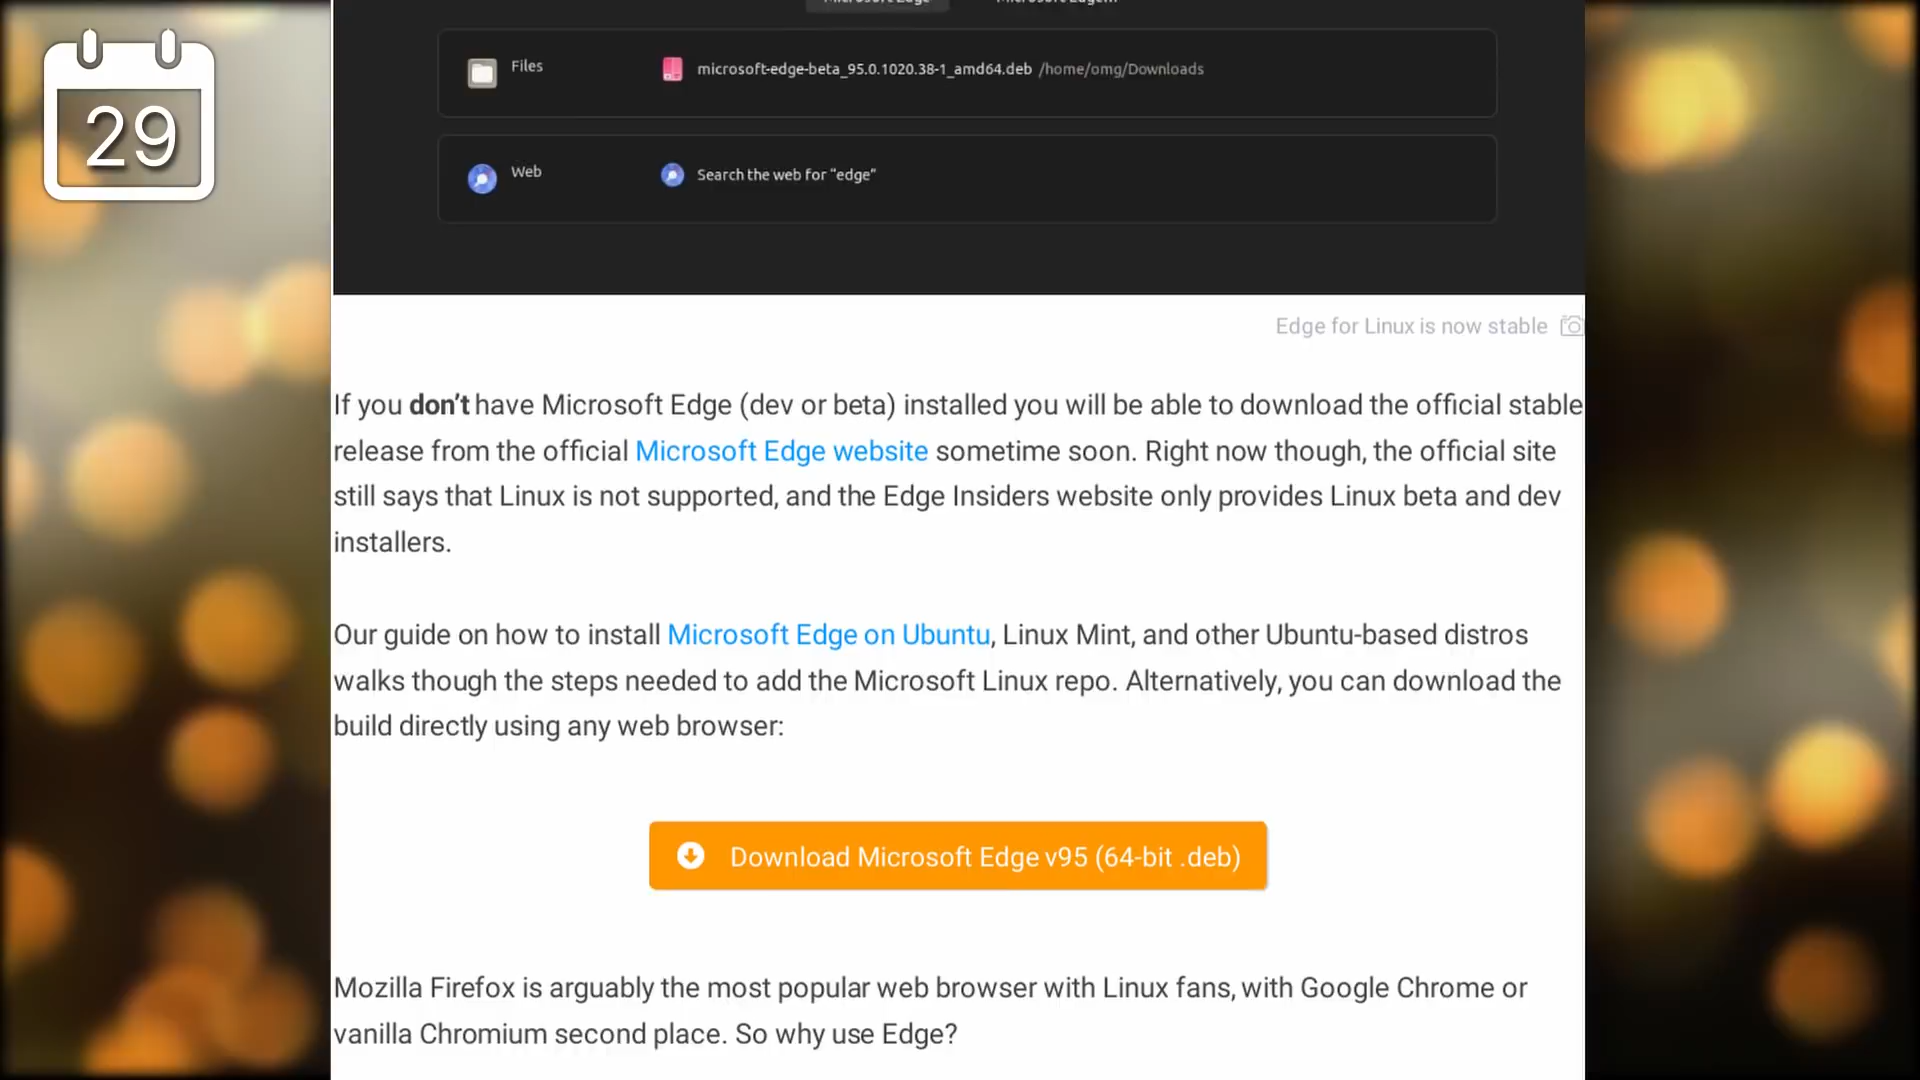 Microsoft Edge
Microsoft Edge...
29
Files
microsoft-edge-beta_95.0.1020.38-1_amd64.deb /home/omg/Downloads
Web
Search the web for “edge”
Edge for Linux is now stable
If you don’t have Microsoft Edge (dev or beta) installed you will be able to download the official stable
release from the official Microsoft Edge website sometime soon. Right now though, the official site
still says that Linux is not supported, and the Edge Insiders website only provides Linux beta and dev
installers.
Our guide on how to install Microsoft Edge on Ubuntu, Linux Mint, and other Ubuntu-based distros
walks though the steps needed to add the Microsoft Linux repo. Alternatively, you can download the
build directly using any web browser:
Download Microsoft Edge v95 (64-bit .deb)
Mozilla Firefox is arguably the most popular web browser with Linux fans, with Google Chrome or
vanilla Chromium second place. So why use Edge?